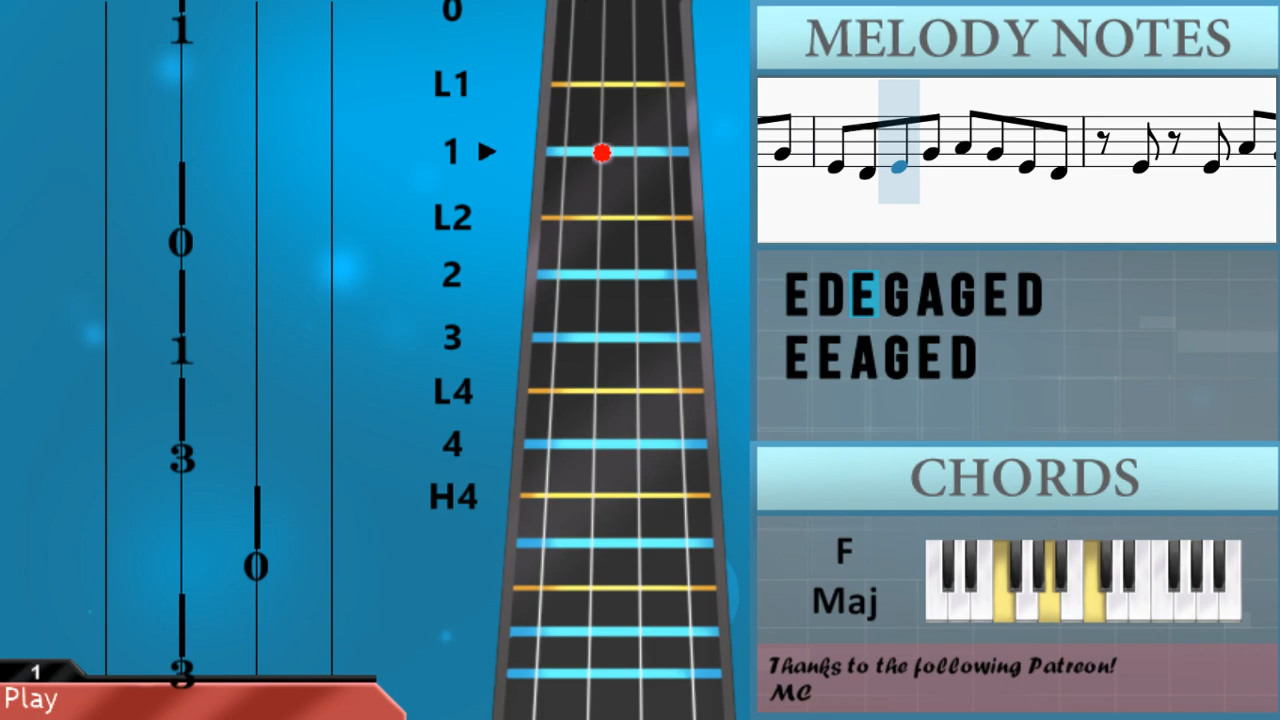 1
0
1
3
0
3
1
Play
0
L1
1
L2
2
3
L4
4
H4
MELODY NOTES
EDEGAGED
EEAGED
CHORDS
F
Maj
Thanks to the following Patreon!
MC